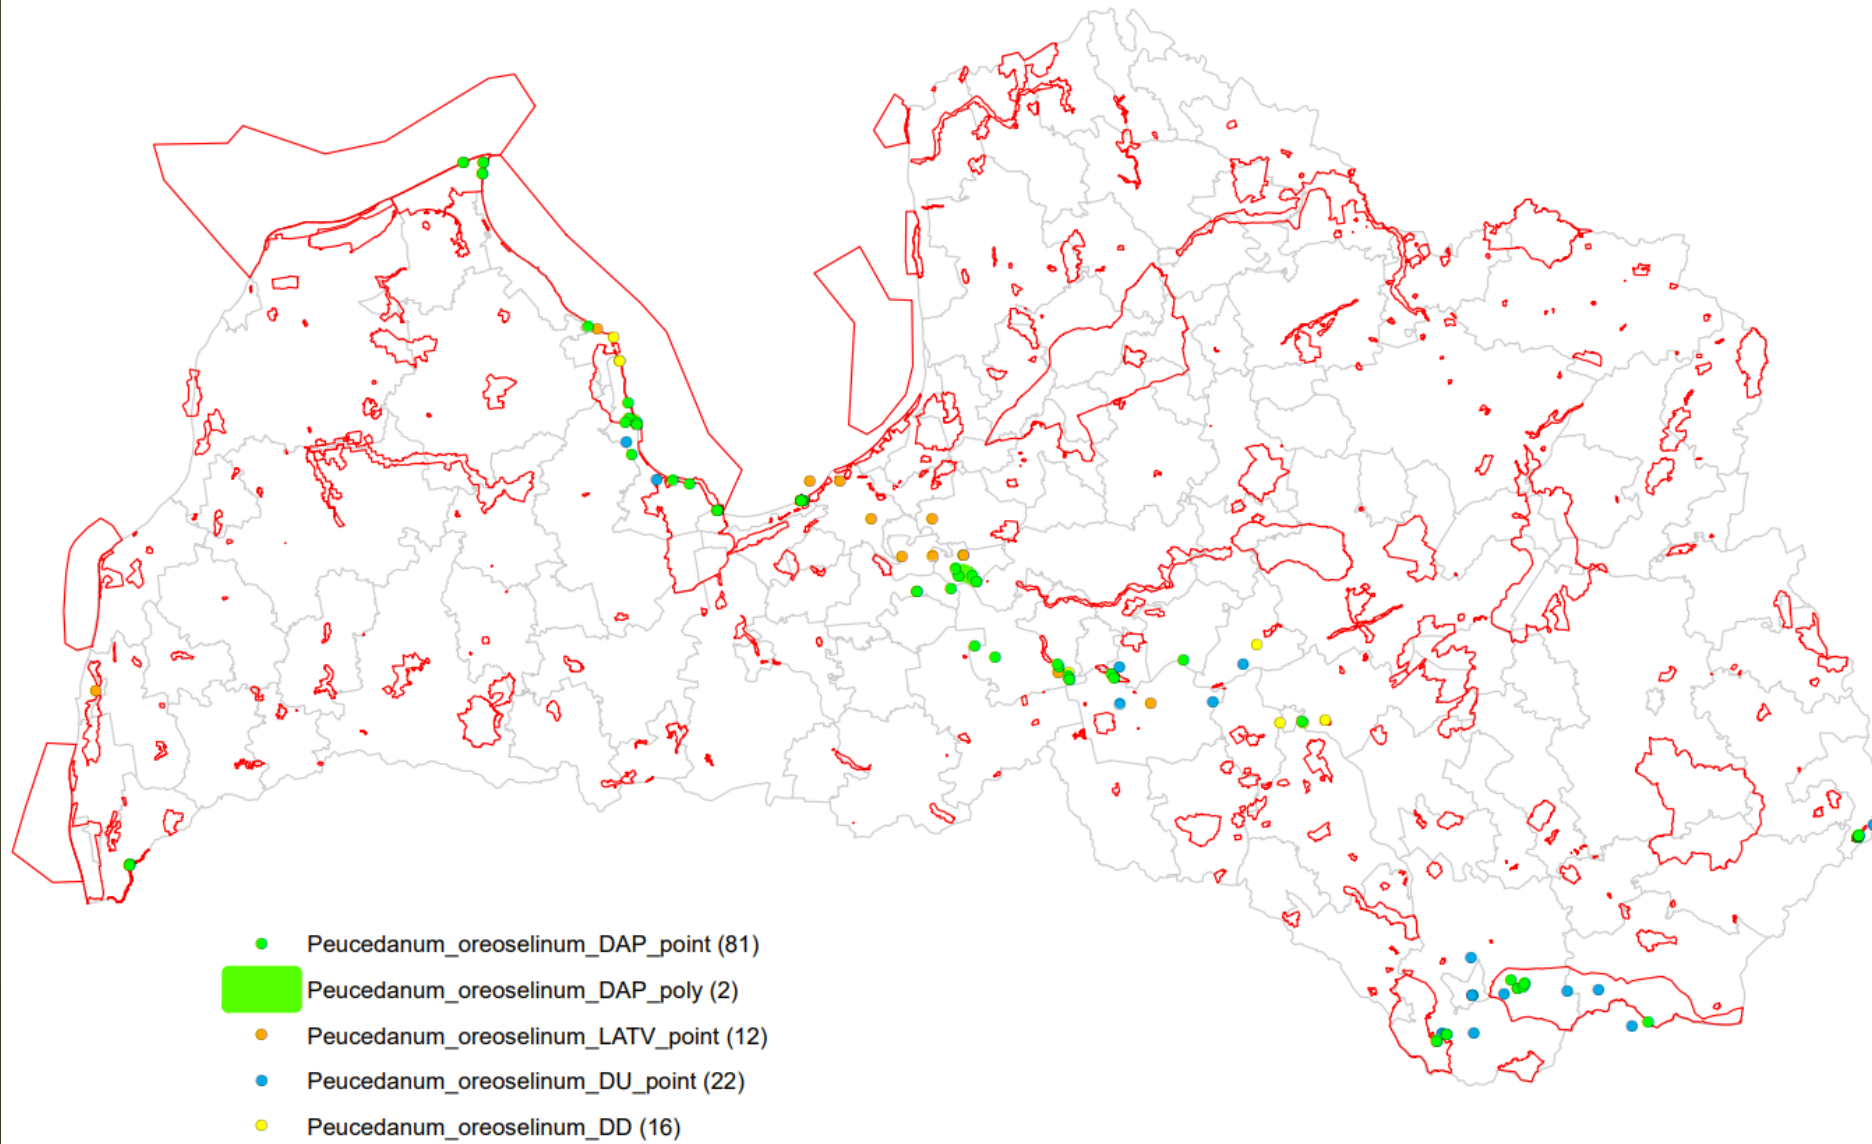 Peucedanum_oreoselinum_DAP_point (81)
Peucedanum_oreoselinum_DAP_poly (2)
Peucedanum_oreoselinum_LATV_point (12)
Peucedanum_oreoselinum_DU_point (22)
Peucedanum_oreoselinum_DD (16)